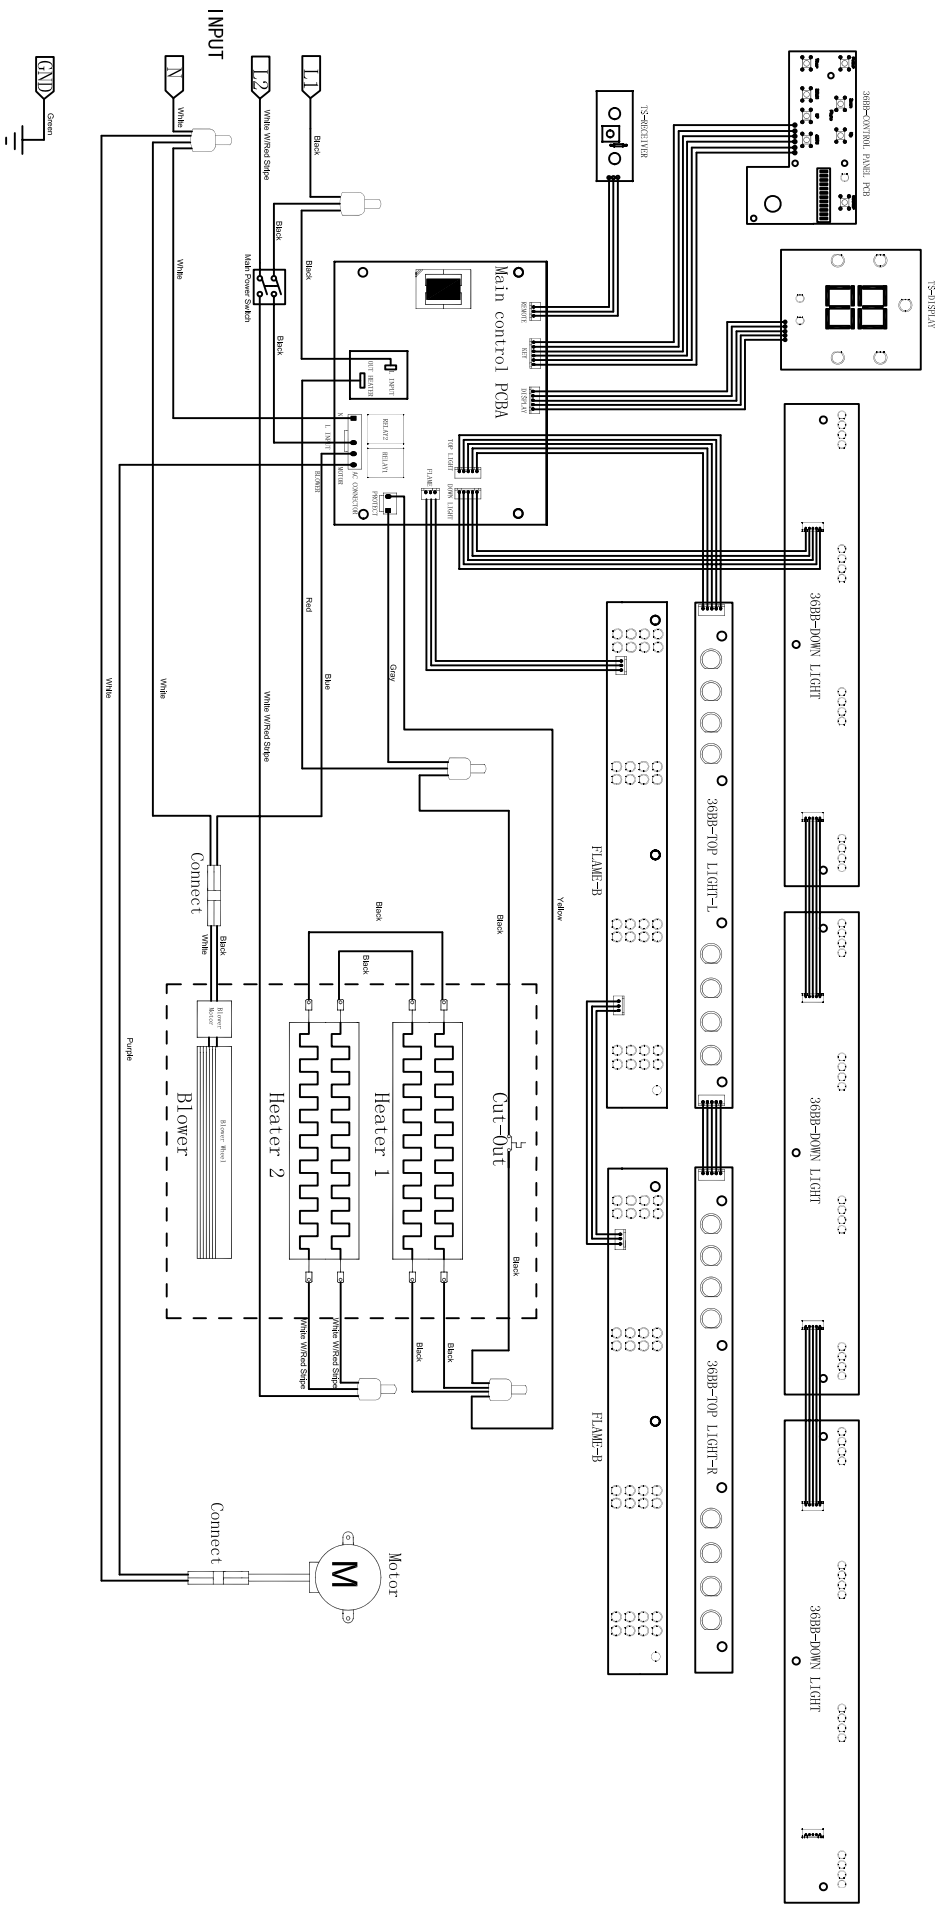 INPUT
GND
Green
N
White
L2
White W/Red Stripe
L1
Black
Black
Black
White
Main Power Switch
Black
36BB-CONTROL PANEL PCB
TS-RECEIVER
TS-DISPLAY
88
Main control PCBA
REMOTE
KEY
DISPLAY
INPUT
OUT HEATER
N
L INPUT
RELAY2
RELAY1
BLOWER
MOTOR
AC CONNECTOR
PROTECT
FLAME
TOP LIGHT
DOWN LIGHT
36BB-DOWN LIGHT
36BB-DOWN LIGHT
36BB-DOWN LIGHT
36BB-TOP LIGHT-L
36BB-TOP LIGHT-R
FLAME-B
FLAME-B
Red
Gray
Blue
White W/Red Stripe
White
White
Yellow
Black
Black
Black
Connect
Black
White
Purple
Blower
Motor
Blower Wheel
Blower
Heater 2
Heater 1
Cut-Out
Black
Black
Black
White W/Red Stripe
White W/Red Stripe
Connect
Motor
M